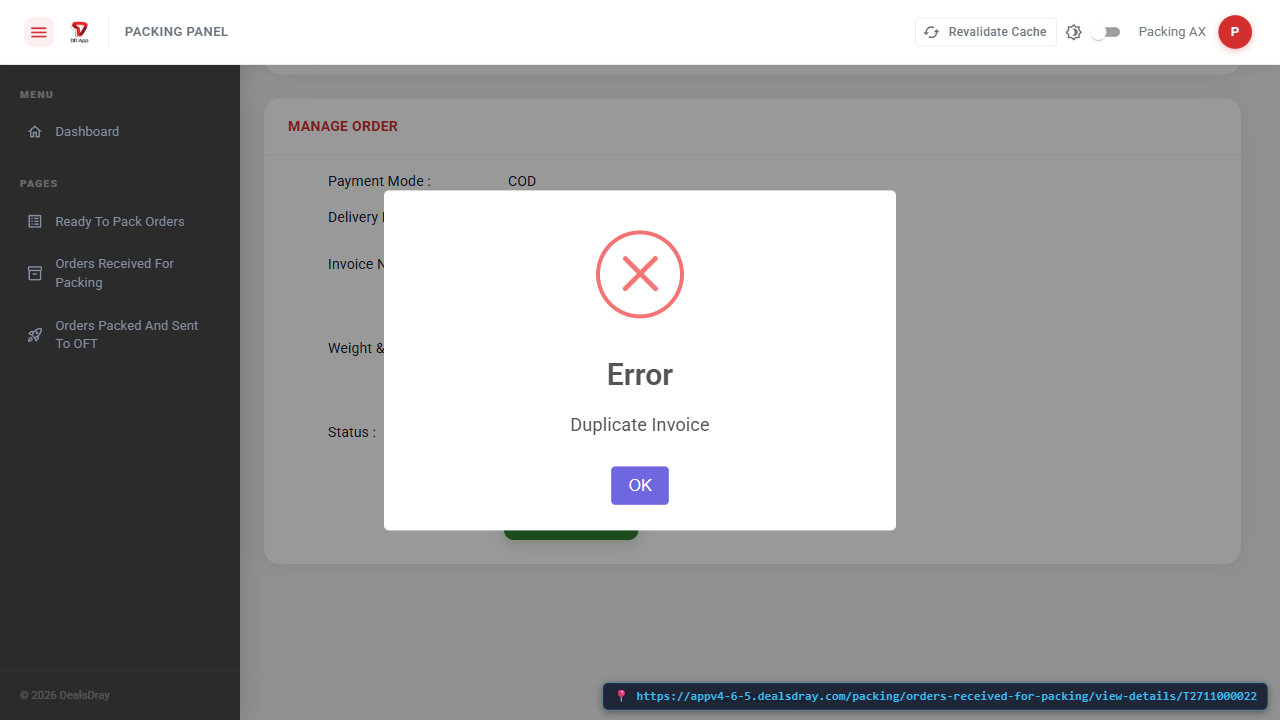 DD App
PACKING PANEL
Revalidate Cache
Packing AX
P
MENU
Dashboard
PAGES
Ready To Pack Orders
Orders Received For
Packing
Orders Packed And Sent
To OFT
© 2026 DealsDray
MANAGE ORDER
Payment Mode :
COD
Delivery
Invoice N
Weight &
Status :
Error
Duplicate Invoice
OK
https://appv4-6-5.dealsdray.com/packing/orders-received-for-packing/view-details/T2711000022